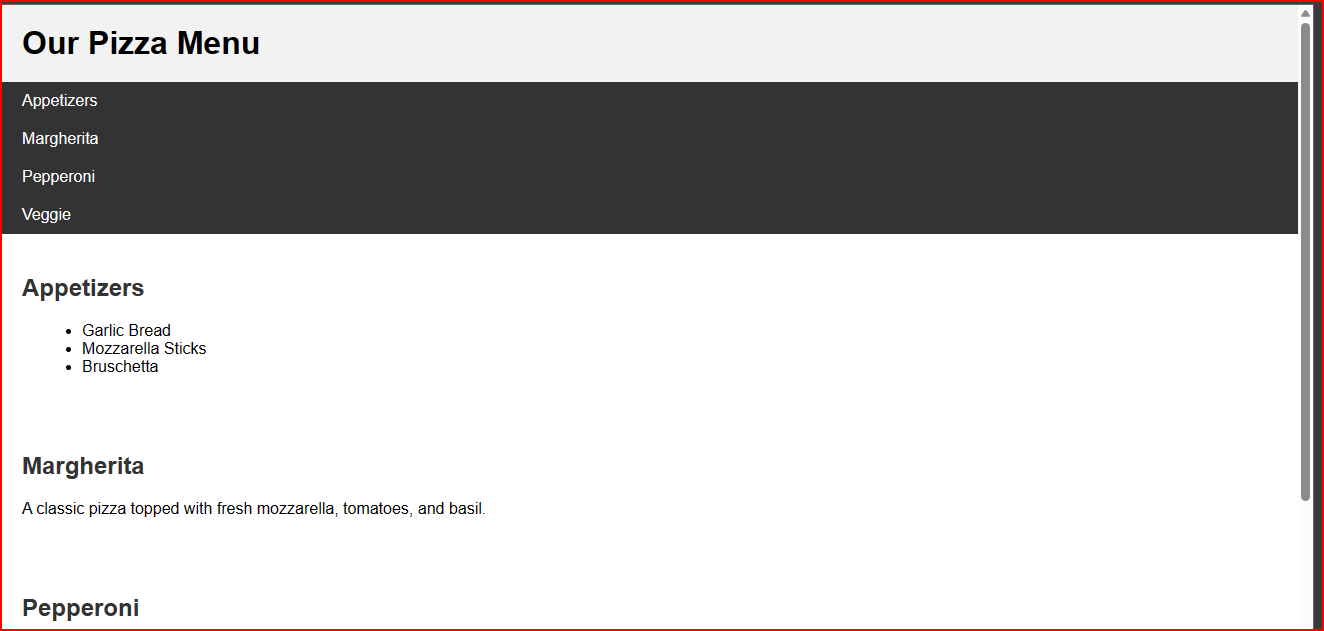 Our Pizza Menu
Appetizers
Margherita
Pepperoni
Veggie
Appetizers
Garlic Bread
Mozzarella Sticks
Bruschetta
Margherita
A classic pizza topped with fresh mozzarella, tomatoes, and basil.
Pepperoni